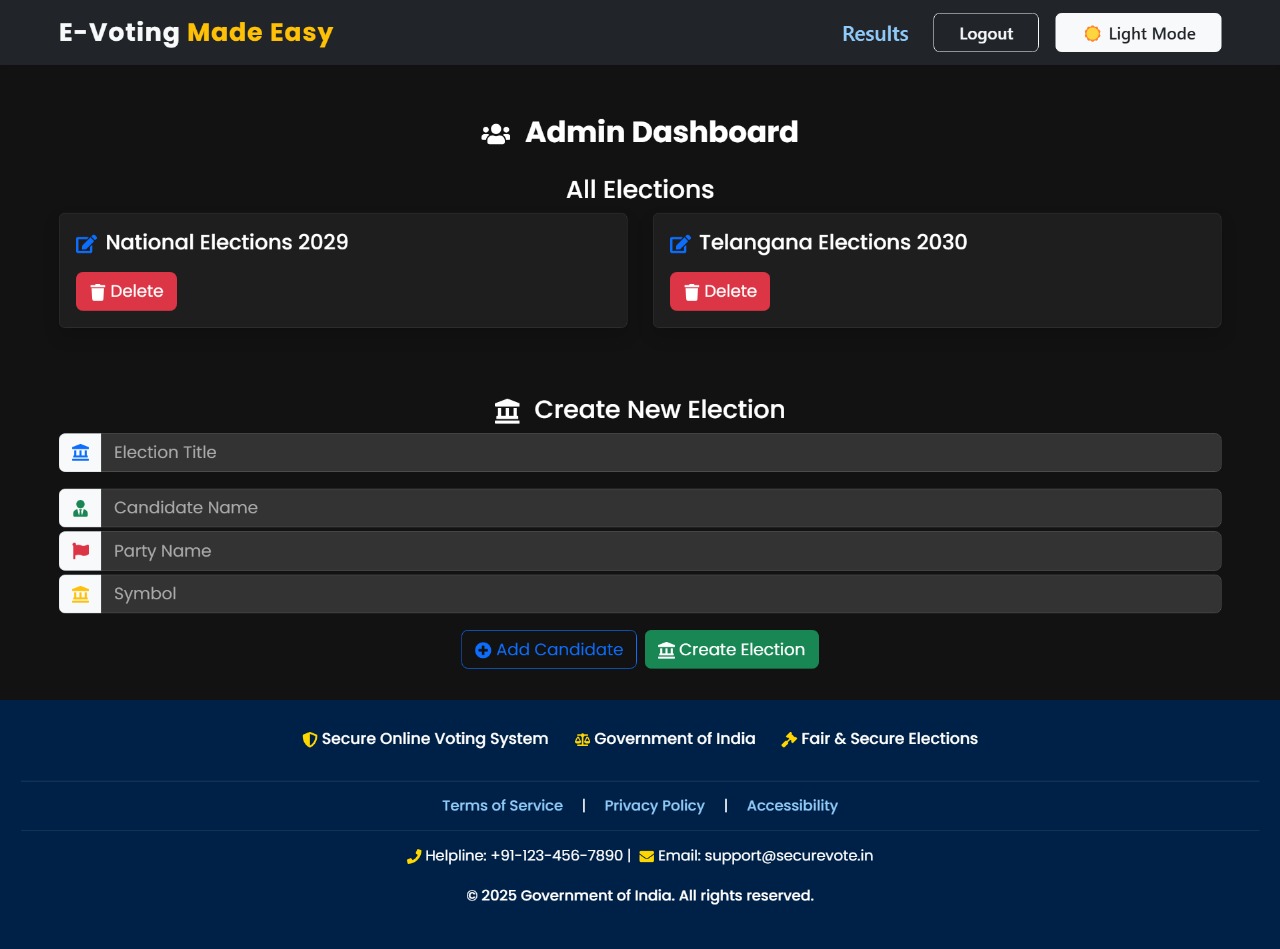 E-Voting Made Easy
Results
Logout
Light Mode
Admin Dashboard
All Elections
National Elections 2029
Delete
Telangana Elections 2030
Delete
Create New Election
Election Title
Candidate Name
Party Name
Symbol
Add Candidate
Create Election
Secure Online Voting System
Government of India
Fair & Secure Elections
Terms of Service | Privacy Policy | Accessibility
Helpline: +91-123-456-7890 | Email: support@securevote.in
© 2025 Government of India. All rights reserved.